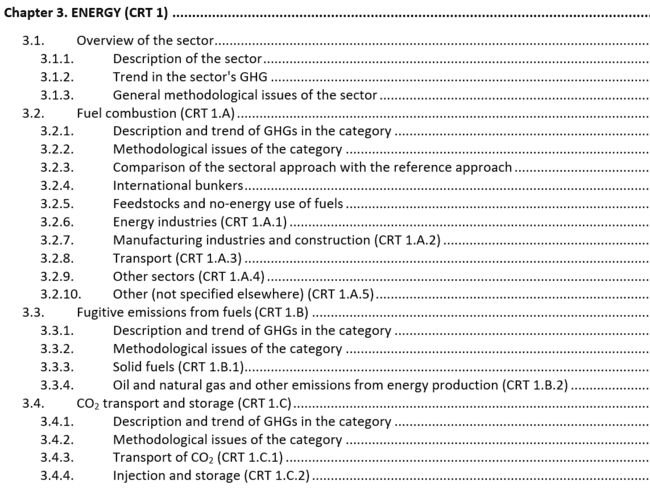 Chapter 3. ENERGY (CRT 1) ........................................
3.1. Overview of the sector........................................
3.1.1. Description of the sector........................................
3.1.2. Trend in the sector's GHG ........................................
3.1.3. General methodological issues of the sector........................................
3.2. Fuel combustion (CRT 1.A)........................................
3.2.1. Description and trend of GHGs in the category ........................................
3.2.2. Methodological issues of the category ........................................
3.2.3. Comparison of the sectoral approach with the reference approach........................................
3.2.4. International bunkers........................................
3.2.5. Feedstocks and no-energy use of fuels ........................................
3.2.6. Energy industries (CRT 1.A.1)........................................
3.2.7. Manufacturing industries and construction (CRT 1.A.2)........................................
3.2.8. Transport (CRT 1.A.3)........................................
3.2.9. Other sectors (CRT 1.A.4)........................................
3.2.10. Other (not specified elsewhere) (CRT 1.A.5)........................................
3.3. Fugitive emissions from fuels (CRT 1.B) ........................................
3.3.1. Description and trend of GHGs in the category ........................................
3.3.2. Methodological issues of the category ........................................
3.3.3. Solid fuels (CRT 1.B.1)........................................
3.3.4. Oil and natural gas and other emissions from energy production (CRT 1.B.2)....................
3.4. CO₂ transport and storage (CRT 1.C)........................................
3.4.1. Description and trend of GHGs in the category ........................................
3.4.2. Methodological issues of the category ........................................
3.4.3. Transport of CO₂ (CRT 1.C.1)........................................
3.4.4. Injection and storage (CRT 1.C.2)........................................